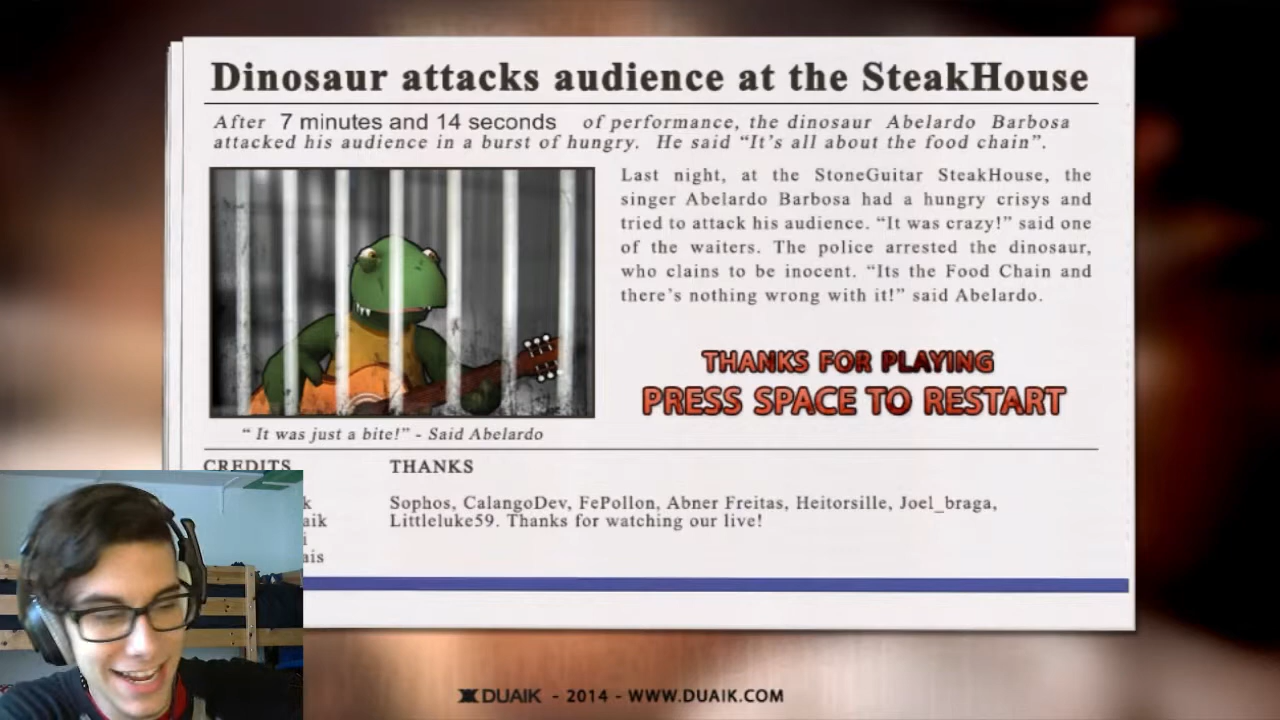 Dinosaur attacks audience at the SteakHouse
After 7 minutes and 14 seconds of performance, the dinosaur Abelardo Barbosa
attacked his audience in a burst of hungry. He said “It's all about the food chain”.
Last night, at the StoneGuitar SteakHouse, the
singer Abelardo Barbosa had a hungry crisys and
tried to attack his audience. “It was crazy!” said one
of the waiters. The police arrested the dinosaur,
who clains to be inocent. “Its the Food Chain and
there's nothing wrong with it!” said Abelardo.
THANKS FOR PLAYING
PRESS SPACE TO RESTART
“ It was just a bite!” - Said Abelardo
CREDITS
THANKS
Sophos, CalangoDev, FePollon, Abner Freitas, Heitorsille, Joel_braga,
Littleluke59. Thanks for watching our live!
DUAIK - 2014 - WWW.DUAIK.COM